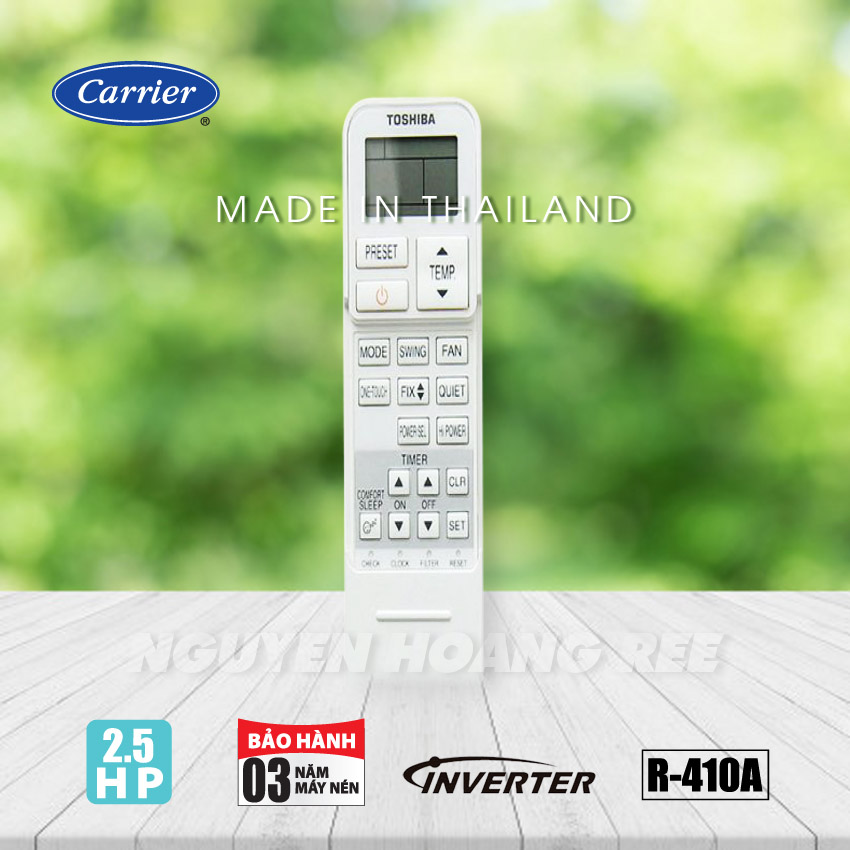 Carrier
®
TOSHIBA
MADE IN THAILAND
PRESET
TEMP.
MODE SWING FAN
ONE-TOUCH FIX QUIET
POWER-SEL Hi POWER
TIMER
CLR
COMFORT
SLEEP
ON OFF
SET
CHECK CLOCK FILTER RESET
NGUYEN HOANG REE
2.5
HP
BẢO HÀNH
03 NĂM
MÁY NÉN
INVERTER
R-410A